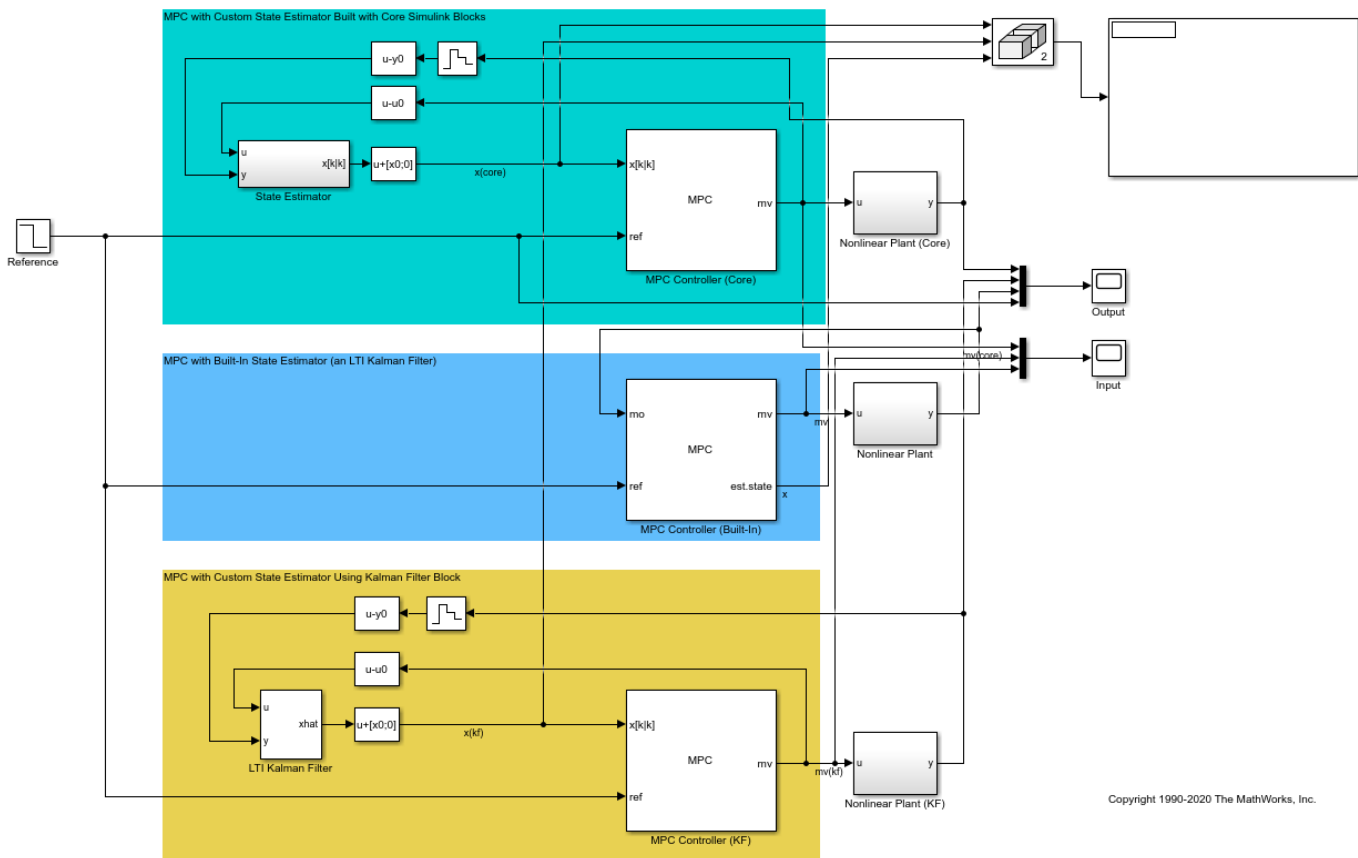 MPC with Custom State Estimator Built with Core Simulink Blocks
u-y0
2
u-u0
u
y
x[k|k]
State Estimator
u+[x0;0]
x(core)
x[k|k]
MPC
mv
ref
MPC Controller (Core)
u
y
Nonlinear Plant (Core)
Reference
Output
MPC with Built-In State Estimator (an LTI Kalman Filter)
mv(core)
Input
mo
MPC
mv
ref
est.state
MPC Controller (Built-In)
mv
x
u
y
Nonlinear Plant
MPC with Custom State Estimator Using Kalman Filter Block
u-y0
u-u0
u
y
xhat
LTI Kalman Filter
u+[x0;0]
x(kf)
x[k|k]
MPC
mv
ref
MPC Controller (KF)
mv(kf)
u
y
Nonlinear Plant (KF)
Copyright 1990-2020 The MathWorks, Inc.